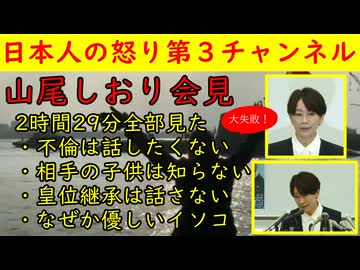 日本人の怒り第3チャンネル
山尾しおり会見
2時間29分全部見た
大失敗!
・不倫は話したくない
・相手の子供は知らない
・皇位継承は話さない
・なぜか優しいイソコ